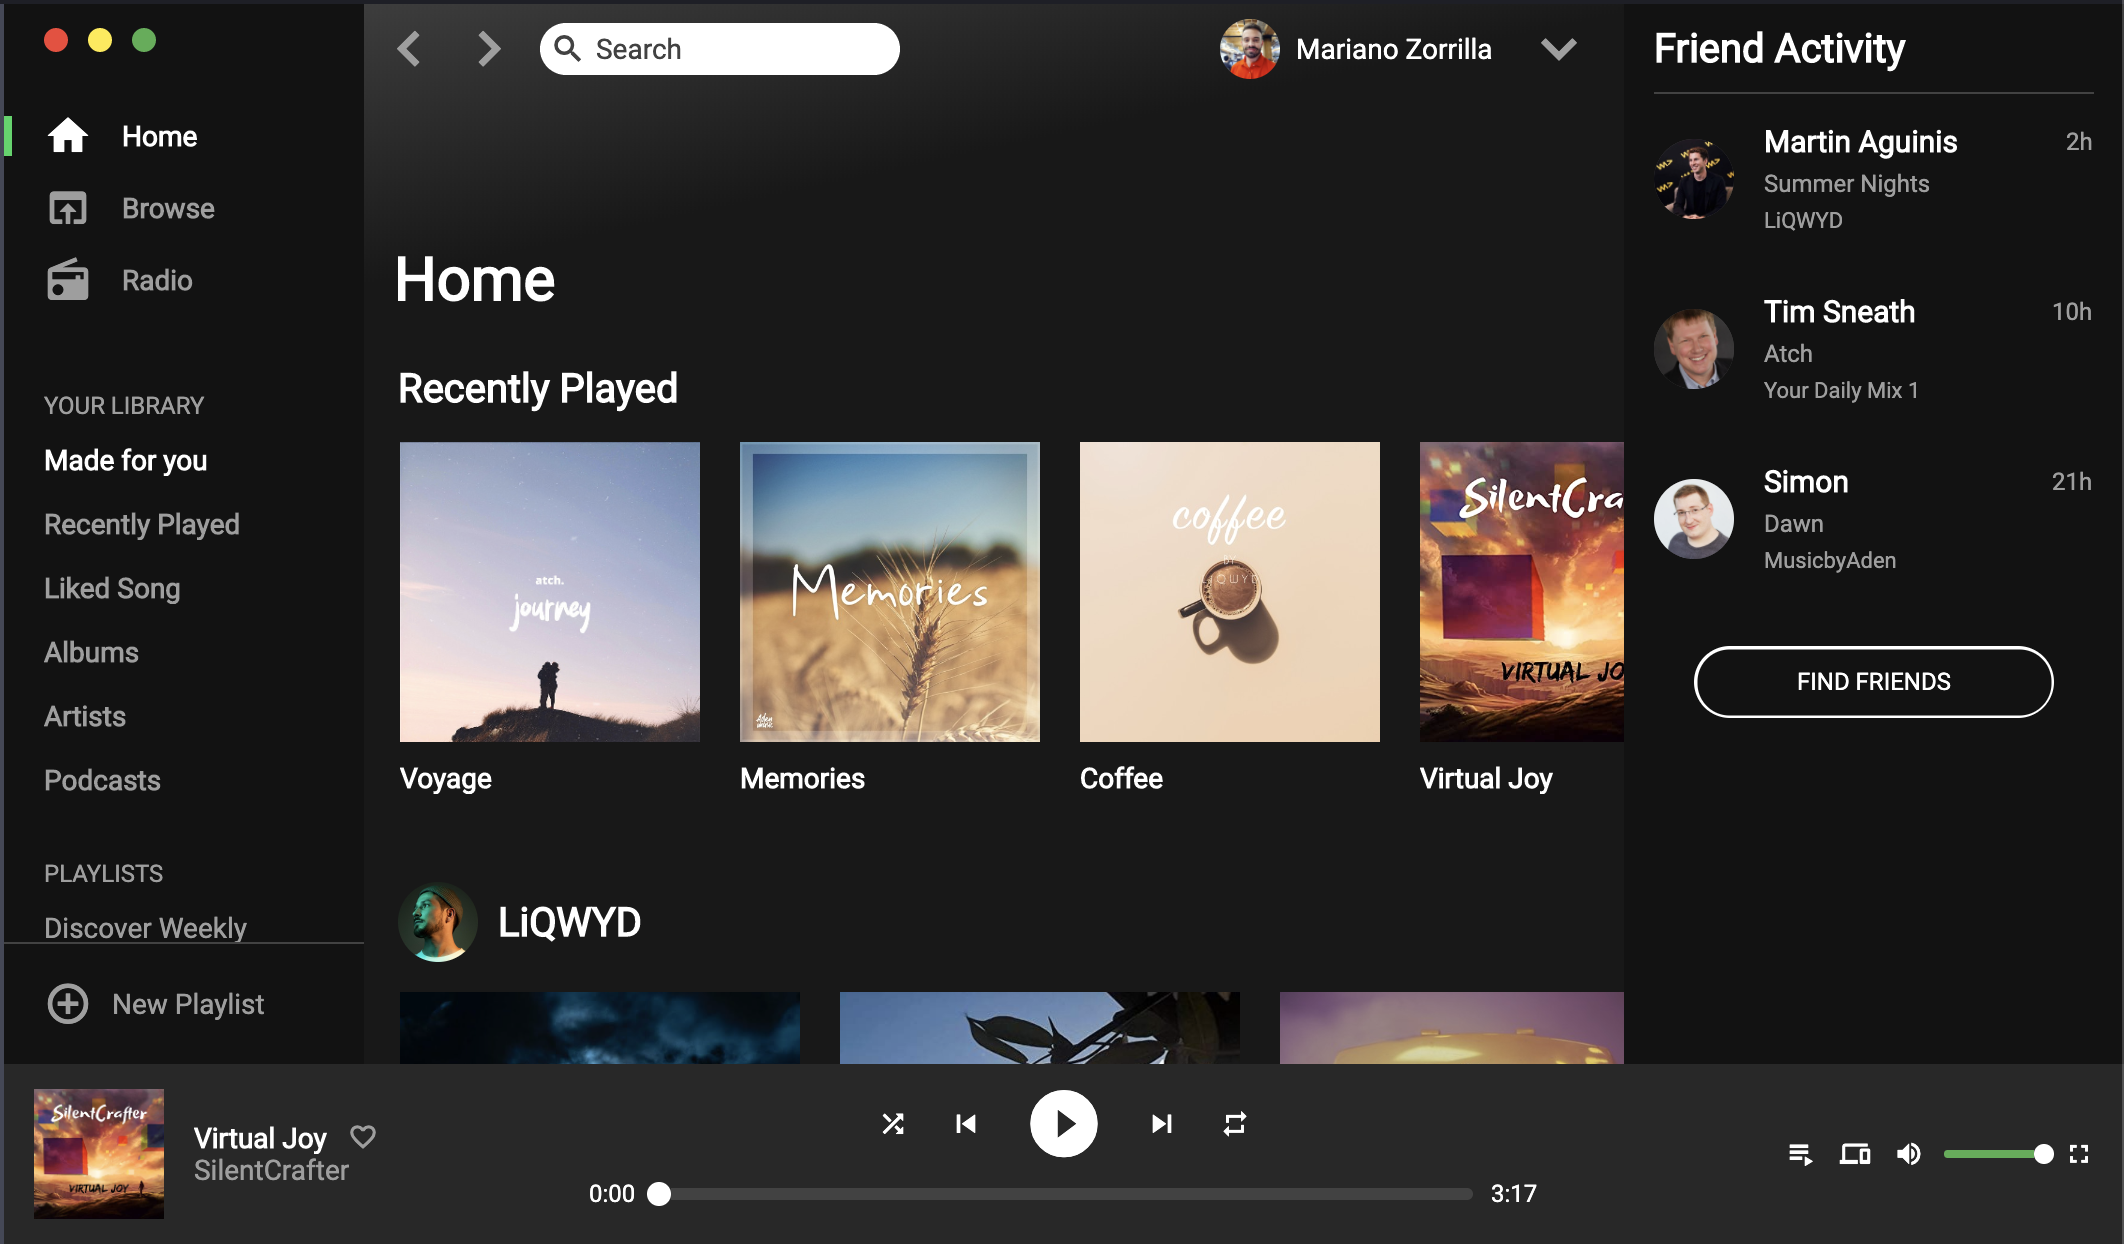 Search
Mariano Zorrilla
Home
Browse
Radio
YOUR LIBRARY
Made for you
Recently Played
Liked Song
Albums
Artists
Podcasts
PLAYLISTS
Discover Weekly
New Playlist
Home
Recently Played
atch.
journey
Memories
Aden
music
coffee
BY
LIQWYD
SilentCra
VIRTUAL JO
Voyage
Memories
Coffee
Virtual Joy
LiQWYD
Friend Activity
Martin Aguinis
2h
Summer Nights
LiQWYD
Tim Sneath
10h
Atch
Your Daily Mix 1
Simon
21h
Dawn
MusicbyAden
FIND FRIENDS
SilentCrafter
VIRTUAL JOY
Virtual Joy
SilentCrafter
0:00
3:17